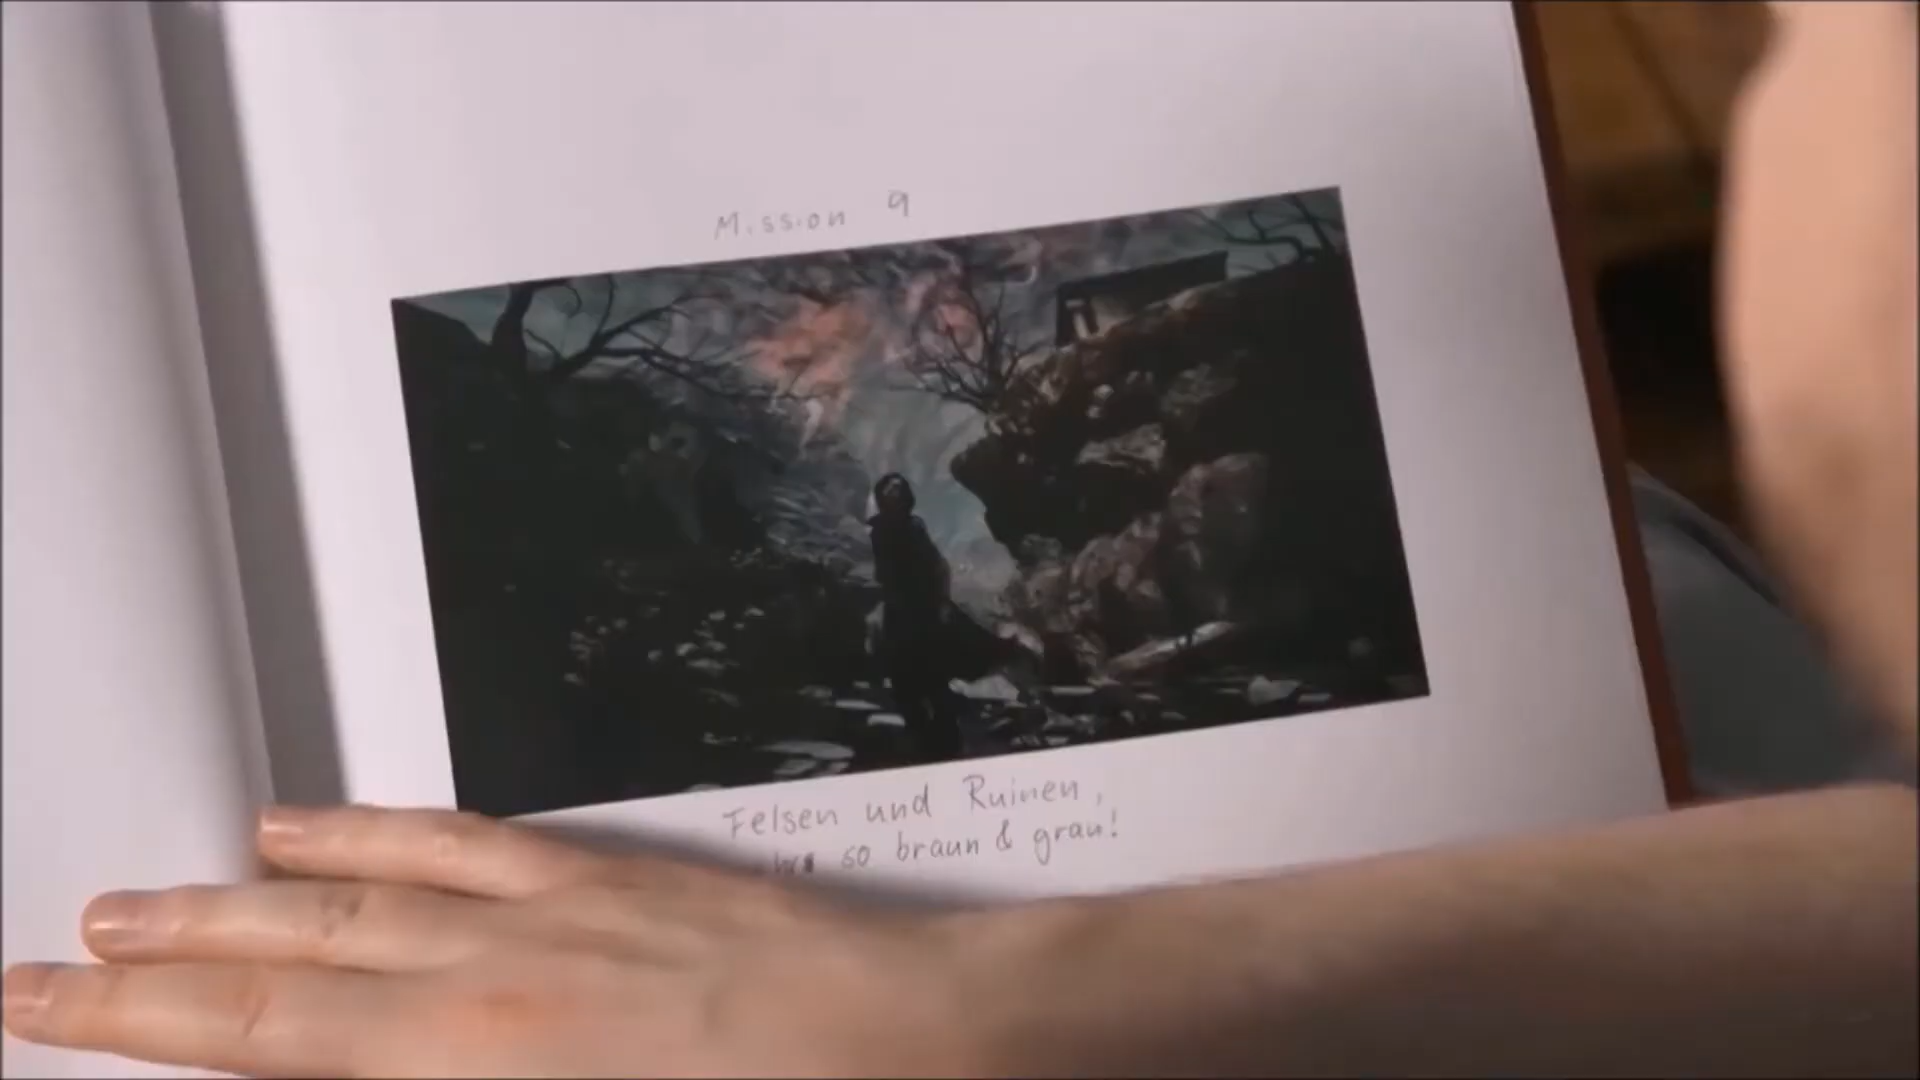 Mission 9
Felsen und Ruinen,
so braun & grau!